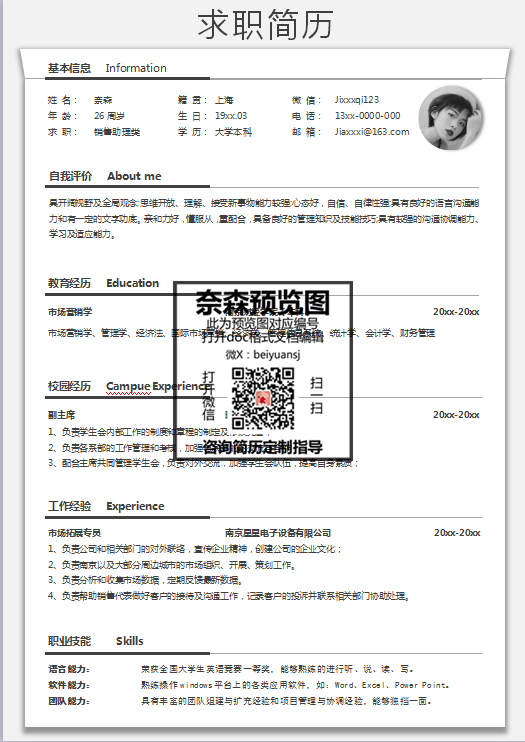 求职简历
基本信息 Information
姓 名： 奈森 籍 贯：上海 微 信： Jixxxqi123
年 龄： 26 周岁 生 日：19xx.03 电 话： 13xx-0000-000
求 职： 销售助理类 学 历：大学本科 邮 箱： Jiaxxxi@163.com
自我评价 About me
具开阔视野及全局观念;思维开放、理解、接受新事物能力较强;心态好，自信、自律性强;具有良好的语言沟通能
力和有一定的文字功底。亲和力好，懂服从，重配合，具备良好的管理知识及技能技巧;具有较强的沟通协调能力、
学习及适应能力。
教育经历 Education
市场营销学 20xx-20xx
市场营销学、管理学、经济法、国际市场营销 统计学、会计学、财务管理
奈森预览图
此为预览图对应编号
打开doc格式文档编辑
微X：beiyuansj
打开微信
扫一扫
咨询简历定制指导
校园经历 Campue Experience
副主席 20xx-20xx
1、负责学生会内部工作的制度和章程的制定及
2、负责各系部的工作管理和考核，加强
3、配合主席共同管理学生会，负责对外交流，加强学生会队伍，提高自身素质；
工作经验 Experience
市场拓展专员 南京星星电子设备有限公司 20xx-20xx
1、负责公司和相关部门的对外联络，宣传企业精神，创建公司的企业文化；
2、负责南京以及大部分周边城市的市场组织、开展、策划工作。
3、负责分析和收集市场数据，定期反馈最新数据。
4、负责帮助销售代表做好客户的接待及沟通工作，记录客户的投诉并联系相关部门协助处理。
职业技能 Skills
语言能力： 荣获全国大学生英语竞赛一等奖，能够熟练的进行听、说、读、写。
软件能力： 熟练操作windows平台上的各类应用软件，如：Word、Excel、Power Point。
团队能力： 具有丰富的团队组建与扩充经验和项目管理与协调经验，能够独挡一面。